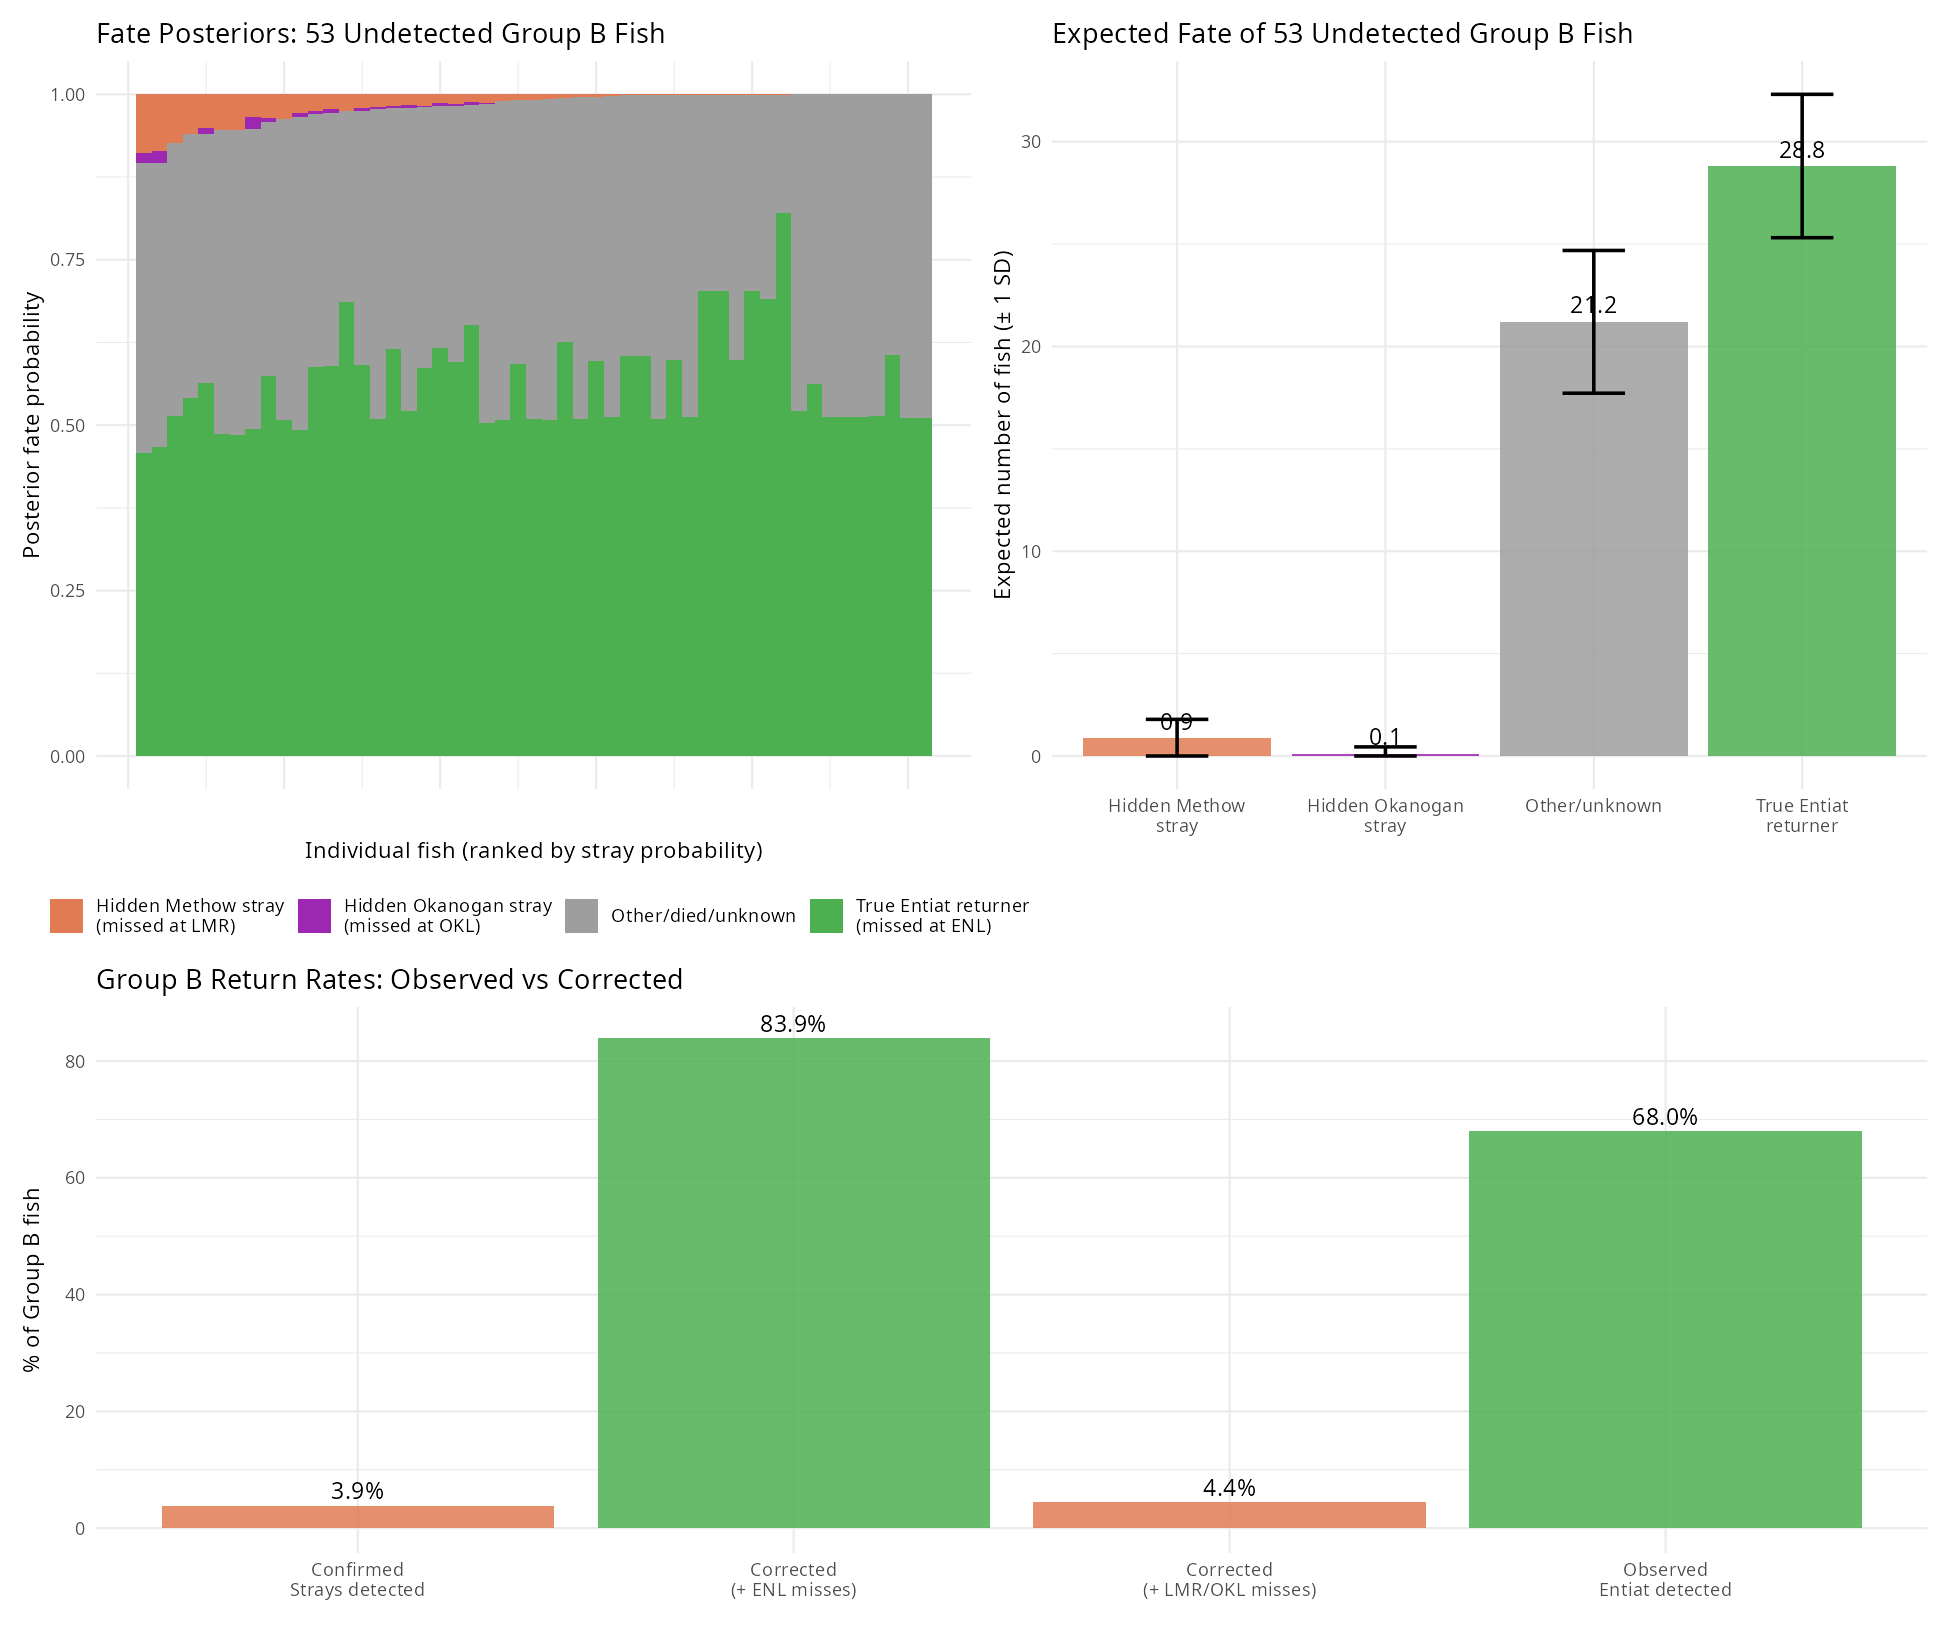 Fate Posteriors: 53 Undetected Group B Fish
1.00
0.75
0.50
0.25
0.00
Posterior fate probability
Individual fish (ranked by stray probability)
Hidden Methow stray
(missed at LMR)
Hidden Okanogan stray
(missed at OKL)
Other/died/unknown
True Entiat returner
(missed at ENL)
Expected Fate of 53 Undetected Group B Fish
30
20
10
0
Expected number of fish (± 1 SD)
0.9
0.1
21.2
28.8
Hidden Methow
stray
Hidden Okanogan
stray
Other/unknown
True Entiat
returner
Group B Return Rates: Observed vs Corrected
80
60
40
20
0
% of Group B fish
3.9%
83.9%
4.4%
68.0%
Confirmed
Strays detected
Corrected
(+ ENL misses)
Corrected
(+ LMR/OKL misses)
Observed
Entiat detected